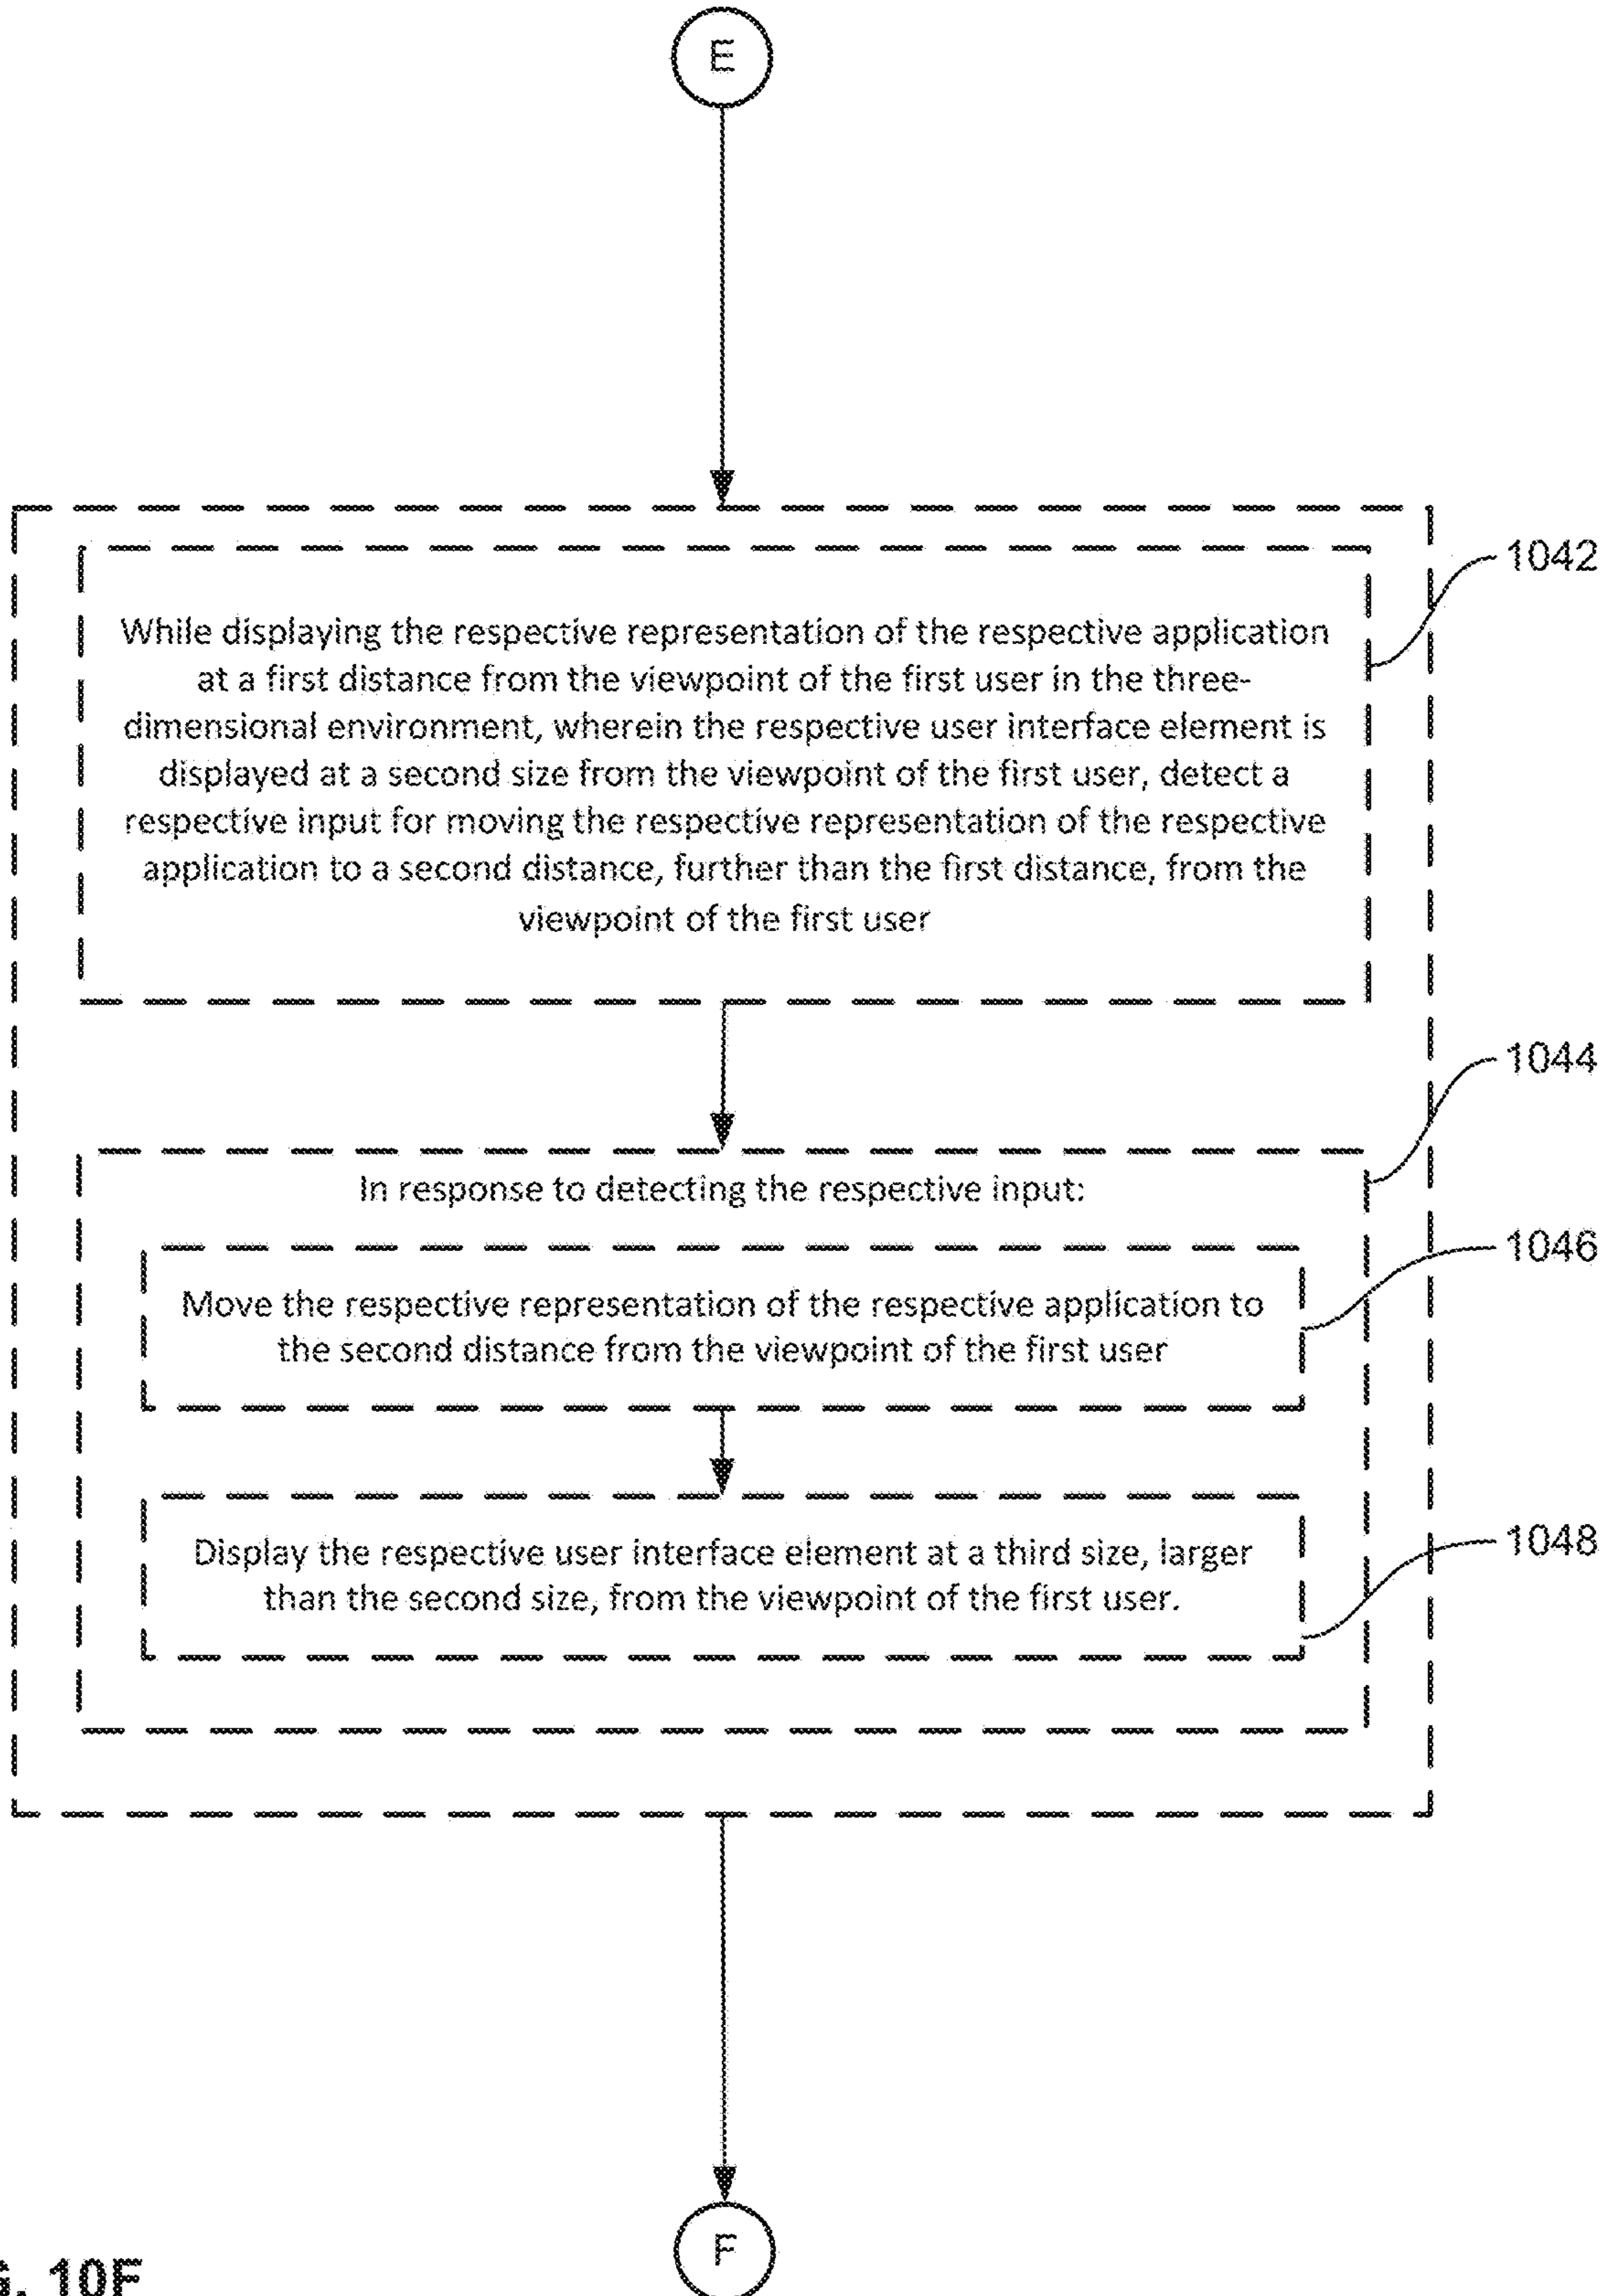 E
1042
While displaying the respective representation of the respective application
at a first distance from the viewpoint of the first user in the three-
dimensional environment, wherein the respective user interface element is
displayed at a second size from the viewpoint of the first user, detect a
respective input for moving the respective representation of the respective
application to a second distance, further than the first distance, from the
viewpoint of the first user
1044
In response to detecting the respective input:
1046
Move the respective representation of the respective application to
the second distance from the viewpoint of the first user
1048
Display the respective user interface element at a third size, larger
than the second size, from the viewpoint of the first user.
F
G. 10F